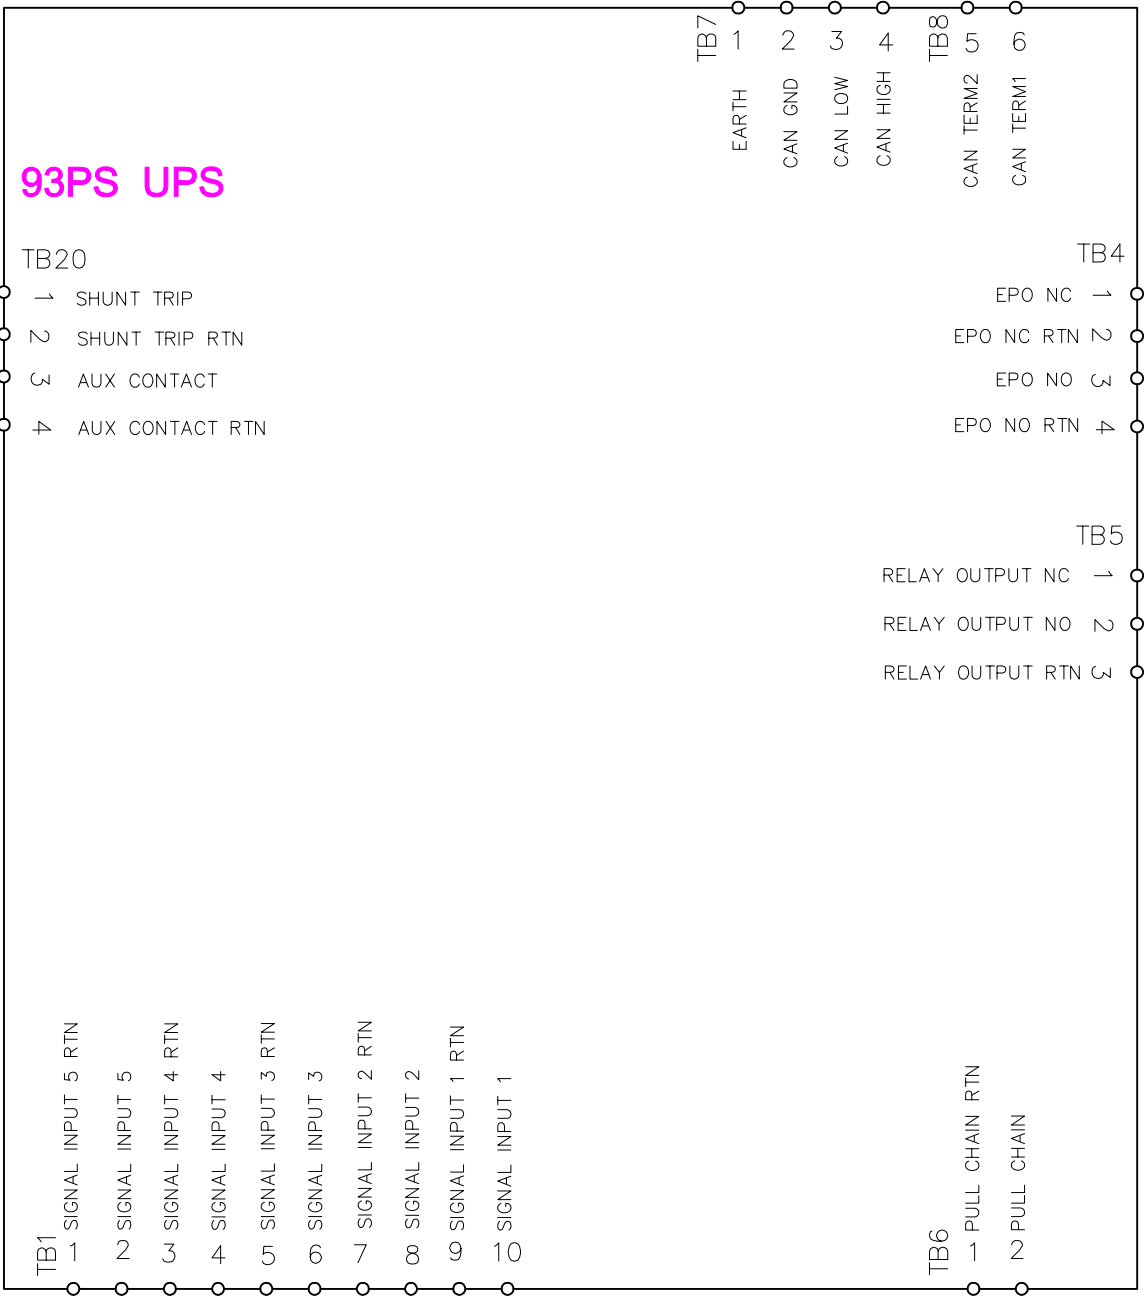 TB7 1 2 3 4 TB8 5 6
EARTH
CAN GND
CAN LOW
CAN HIGH
CAN TERM2
CAN TERM1
93PS UPS
TB20
1 SHUNT TRIP
2 SHUNT TRIP RTN
3 AUX CONTACT
4 AUX CONTACT RTN
TB4
EPO NC 1
EPO NC RTN 2
EPO NO 3
EPO NO RTN 4
TB5
RELAY OUTPUT NC 1
RELAY OUTPUT NO 2
RELAY OUTPUT RTN 3
TB1
1 SIGNAL INPUT 5 RTN
2 SIGNAL INPUT 5
3 SIGNAL INPUT 4 RTN
4 SIGNAL INPUT 4
5 SIGNAL INPUT 3 RTN
6 SIGNAL INPUT 3
7 SIGNAL INPUT 2 RTN
8 SIGNAL INPUT 2
9 SIGNAL INPUT 1 RTN
10 SIGNAL INPUT 1
TB6
1 PULL CHAIN RTN
2 PULL CHAIN